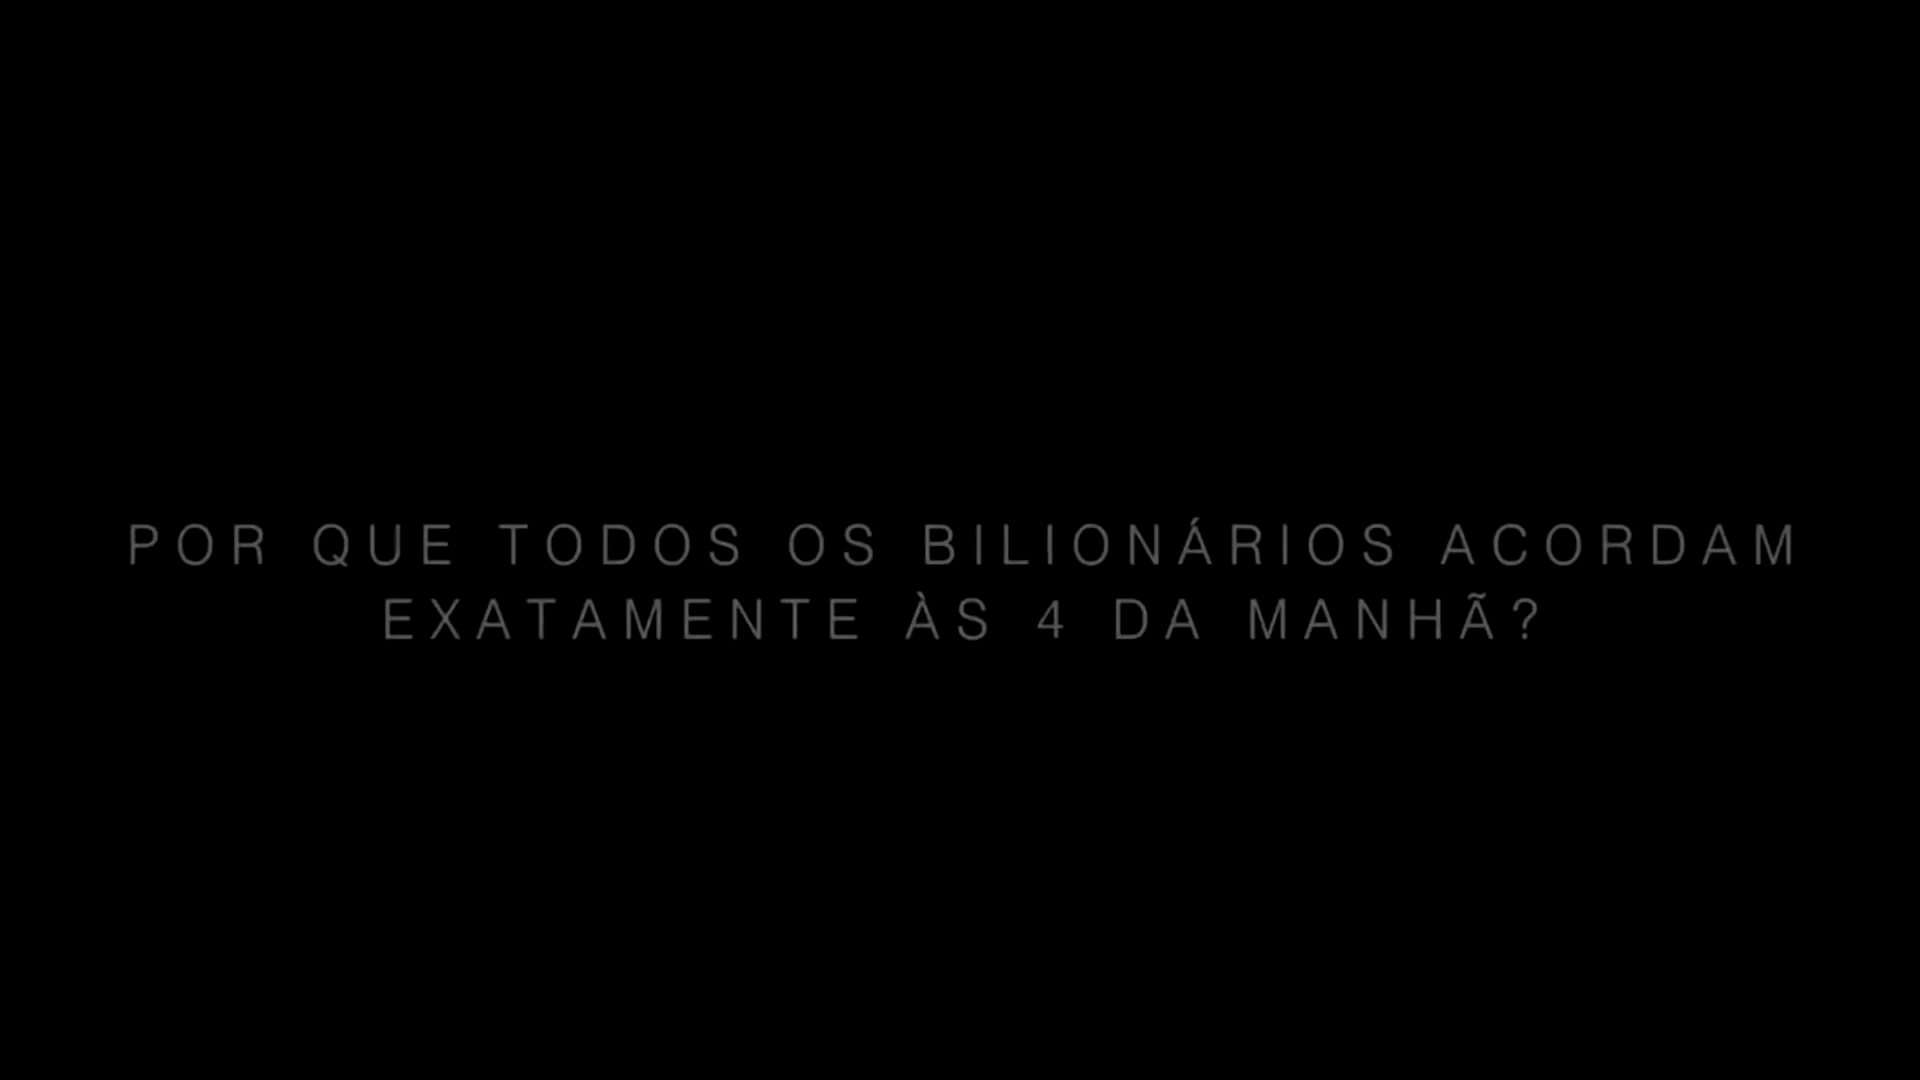 POR QUE TODOS OS BILIONÁRIOS ACORDAM
EXATAMENTE ÀS 4 DA MANHÃ?